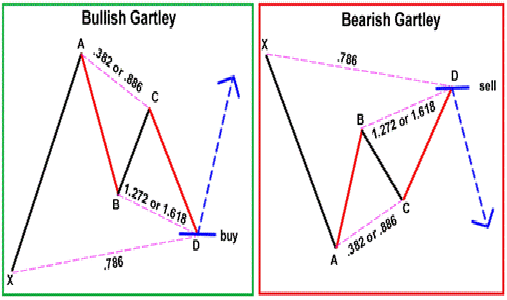 Bullish Gartley
A
.382 or .886
C
B
1.272 or 1.618
D
buy
.786
X
Bearish Gartley
X
.786
D
sell
B
1.272 or 1.618
C
.382 or .886
A